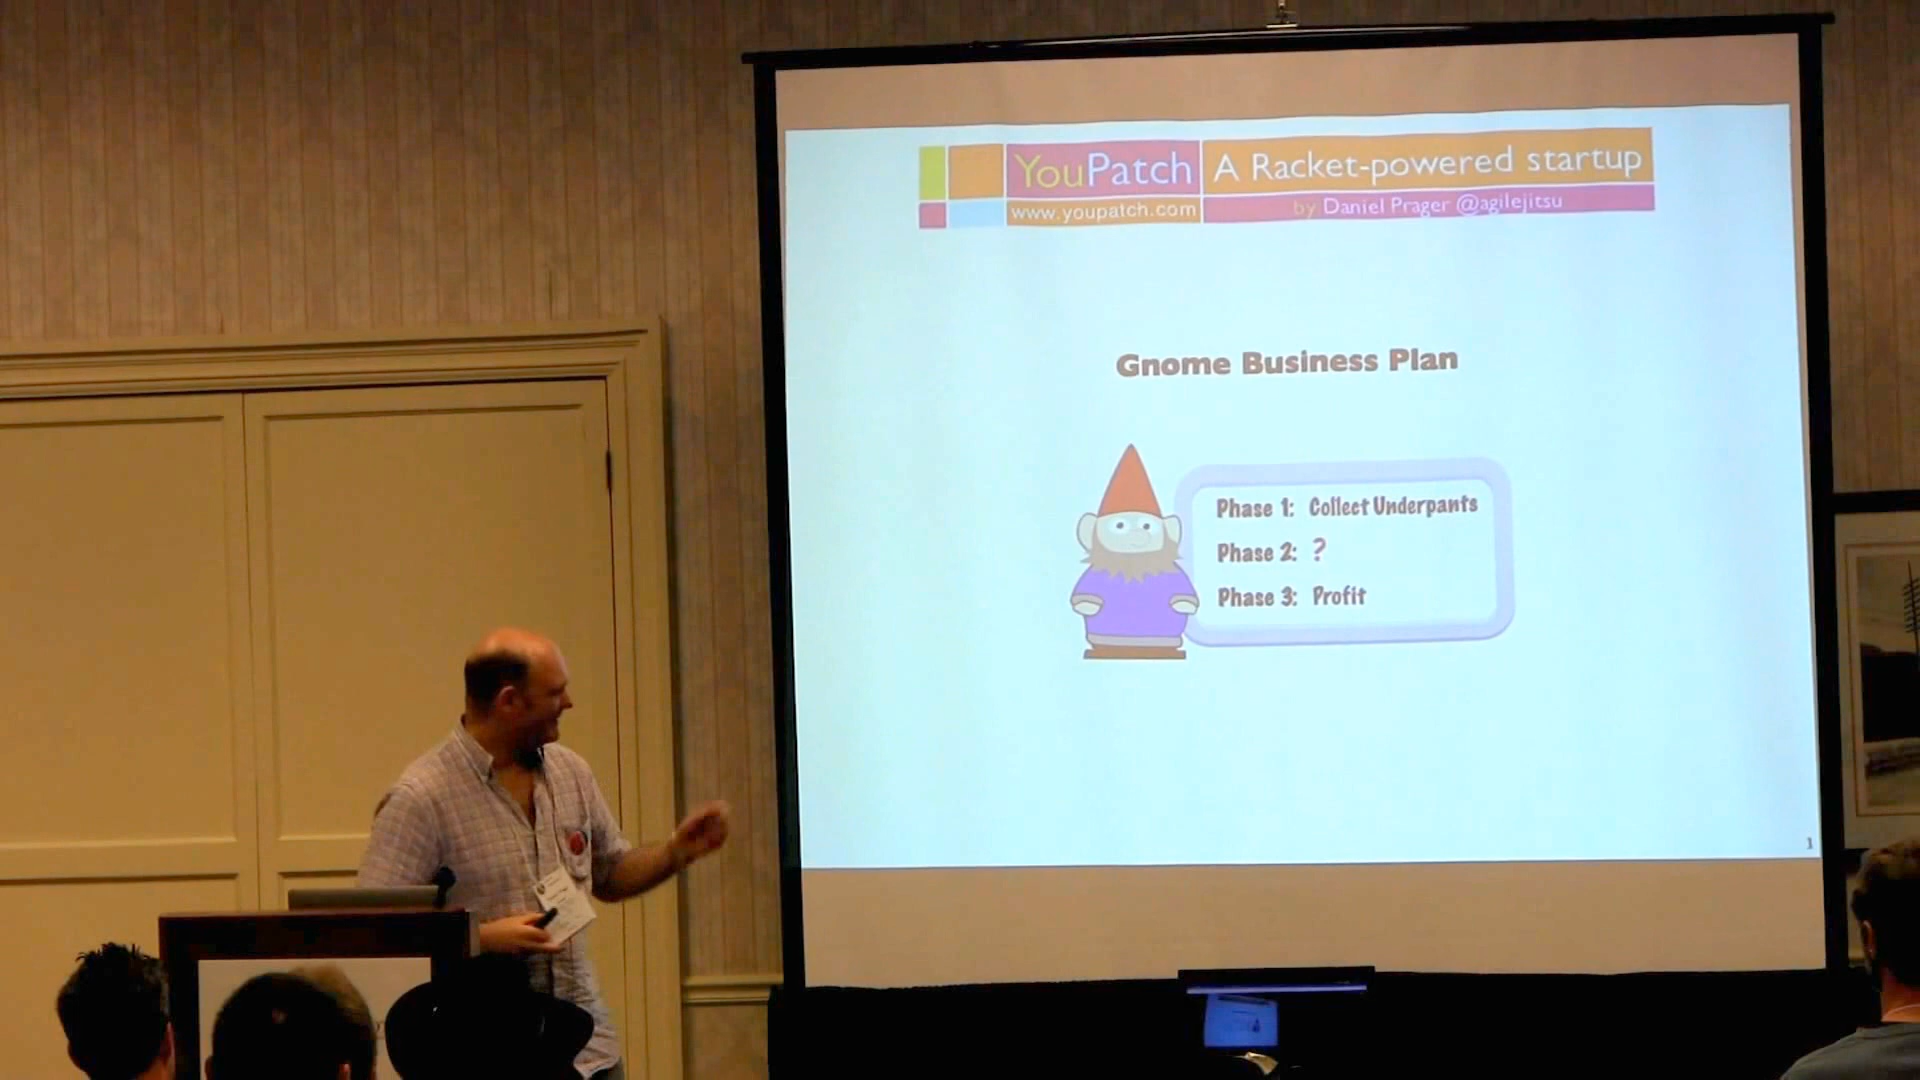 YouPatch
A Racket-powered startup
www.youpatch.com
by Daniel Prager @agilejitsu
Gnome Business Plan
Phase 1: Collect Underpants
Phase 2: ?
Phase 3: Profit
1